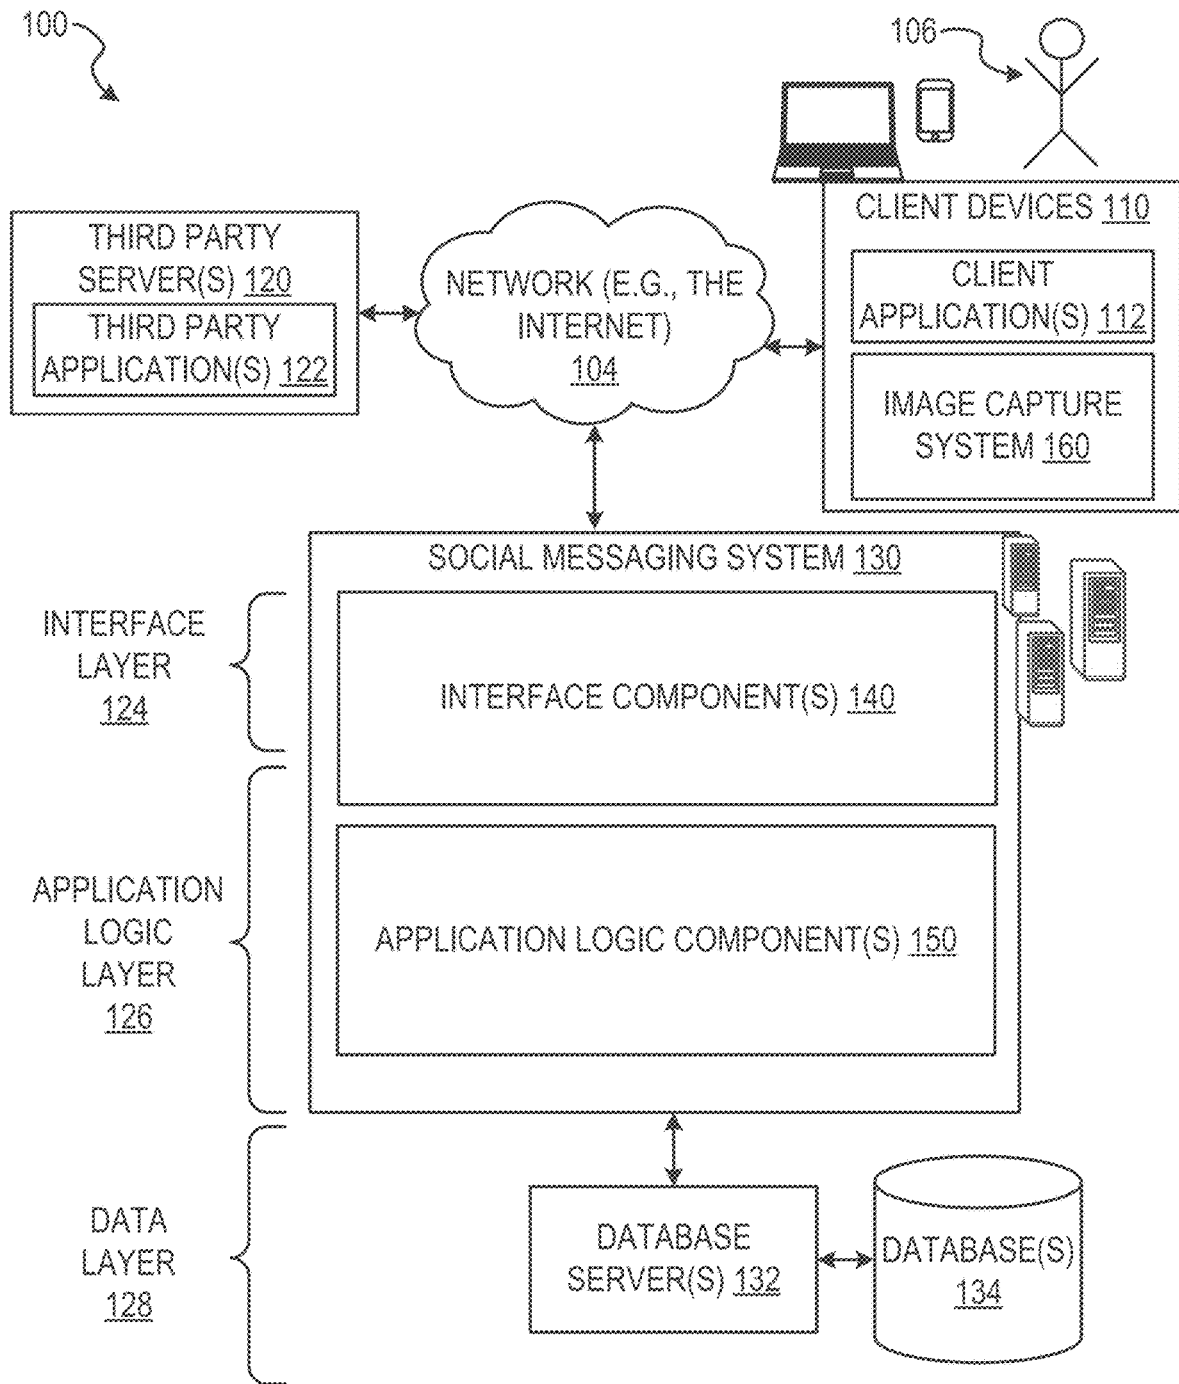 100
106
CLIENT DEVICES 110
CLIENT
APPLICATION(S) 112
IMAGE CAPTURE
SYSTEM 160
THIRD PARTY
SERVER(S) 120
THIRD PARTY
APPLICATION(S) 122
NETWORK (E.G., THE
INTERNET)
104
SOCIAL MESSAGING SYSTEM 130
INTERFACE
LAYER
124
INTERFACE COMPONENT(S) 140
APPLICATION
LOGIC
LAYER
126
APPLICATION LOGIC COMPONENT(S) 150
DATA
LAYER
128
DATABASE
SERVER(S) 132
DATABASE(S)
134